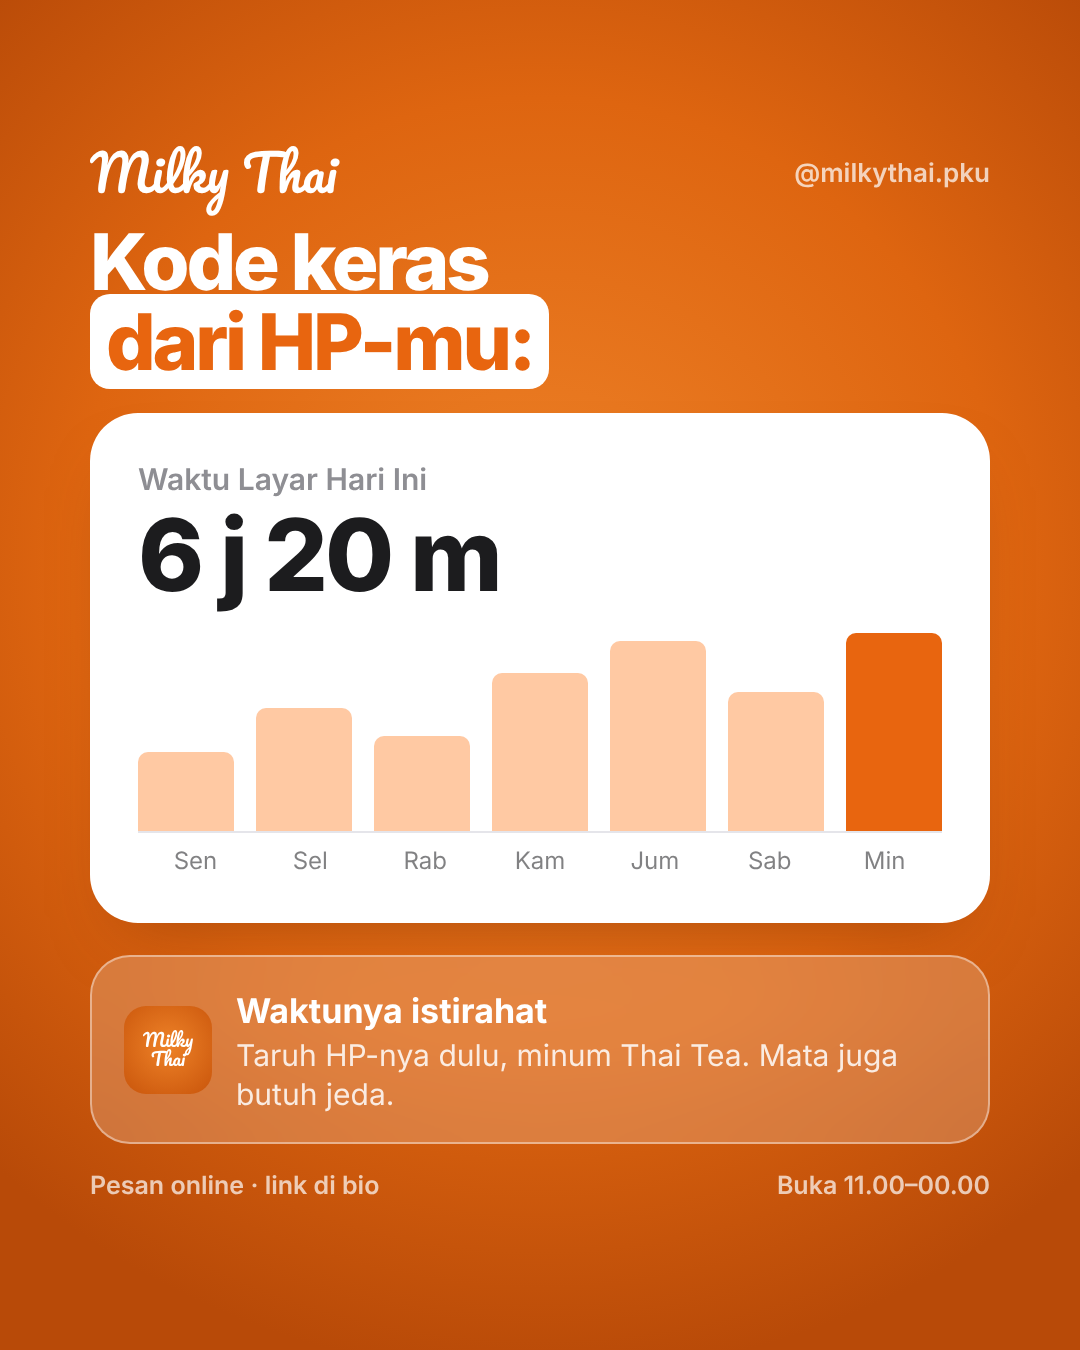 Milky Thai
@milkythai.pku
Kode keras
dari HP-mu:
Waktu Layar Hari Ini
6 j 20 m
Sen Sel Rab Kam Jum Sab Min
Milky
Thai
Waktunya istirahat
Taruh HP-nya dulu, minum Thai Tea. Mata juga
butuh jeda.
Pesan online · link di bio
Buka 11.00–00.00